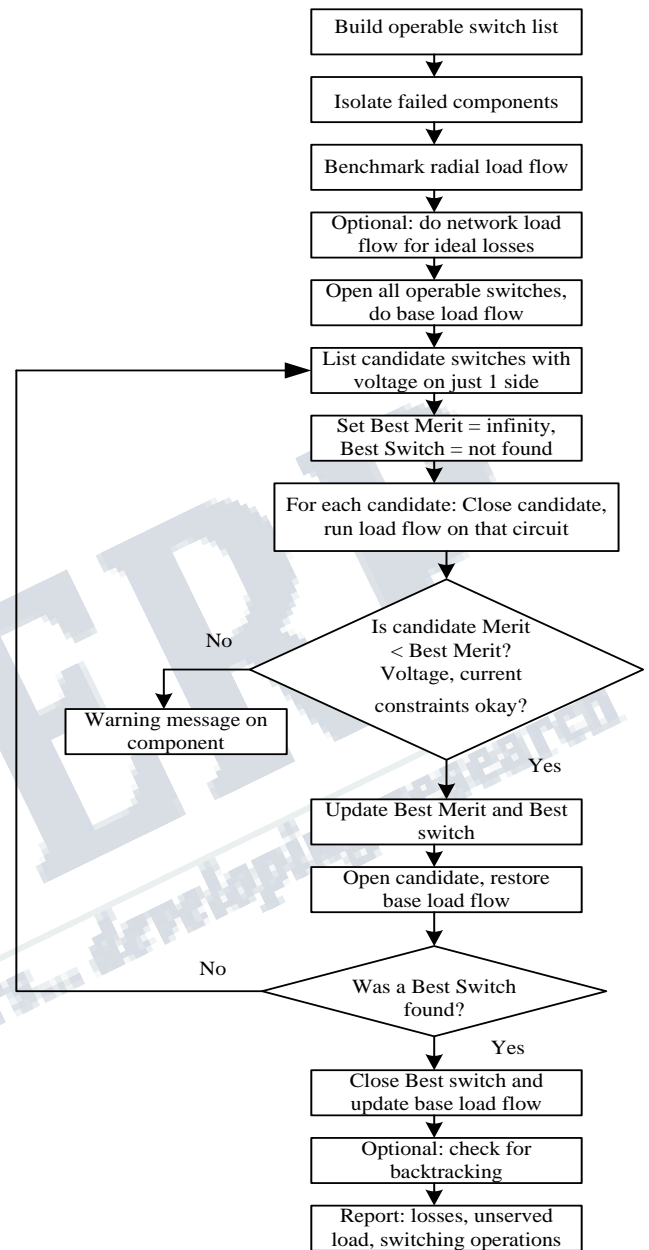 Build operable switch list
Isolate failed components
Benchmark radial load flow
Optional: do network load
flow for ideal losses
Open all operable switches,
do base load flow
List candidate switches with
voltage on just 1 side
Set Best Merit = infinity,
Best Switch = not found
For each candidate: Close candidate,
run load flow on that circuit
Is candidate Merit
< Best Merit?
Voltage, current
constraints okay?
No
Warning message on
component
Yes
Update Best Merit and Best
switch
Open candidate, restore
base load flow
Was a Best Switch
found?
No
Yes
Close Best switch and
update base load flow
Optional: check for
backtracking
Report: losses, unserved
load, switching operations